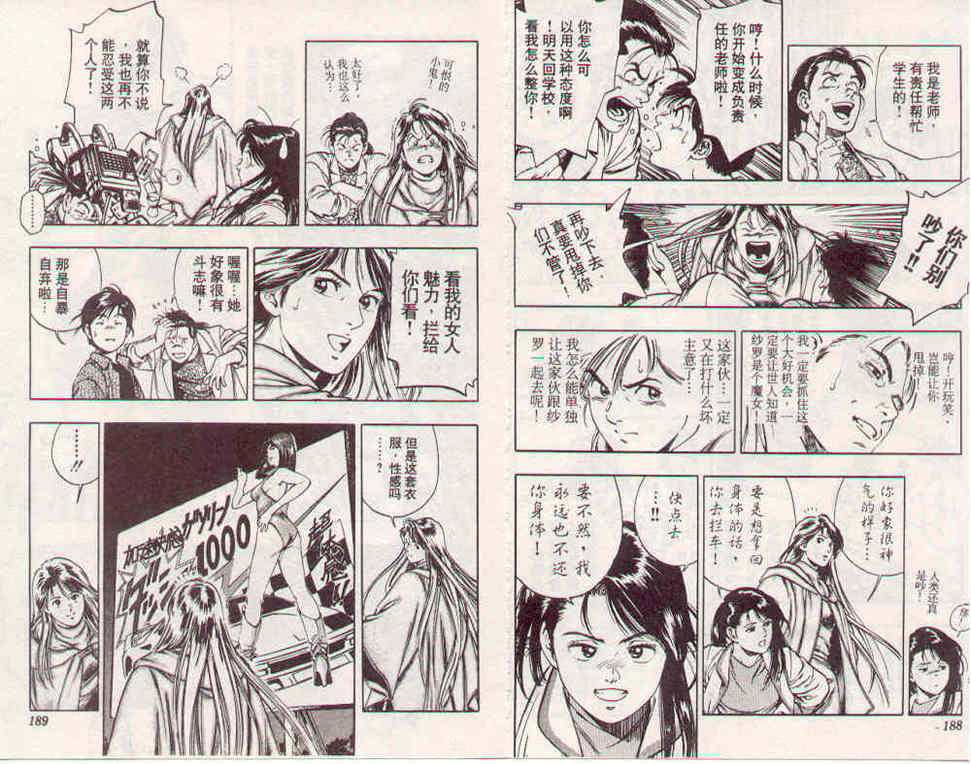 我是老师，
有责任帮忙
学生的！
哼！什么时候，
你开始变成负责
任的老师啦！
你怎么可
以用这种态度啊
！明天回学校，
看我怎么整你！
你们别
吵了！！
再吵下去，
真要甩掉你
们不管了！
哼！开玩笑，
岂能让你
甩掉！
我一定要抓住这
个大好机会，一
定要让世人知道
纱罗是个魔女！
这家伙…一定
又在打什么坏
主意了…
我怎么能单独
让这家伙跟纱
罗一起去呢！
人类还真
是吵！
你好象很神
气的样子…
要是想拿回
身体的话，
你去拦车！
快点去
…!!
要不然，我
永远也不还
你身体！
188
可恨的
小鬼！
太好了，
我也这么
认为…
就算你不说
，我也再不
能忍受这两
个人了！
………
看我的女人
魅力，拦给
你们看！
喔喔…她
好象很有
斗志嘛！
那是自暴
自弃啦…
但是这套衣
服，性感吗
……？
加速快感ガソリン
1000
……!!
189